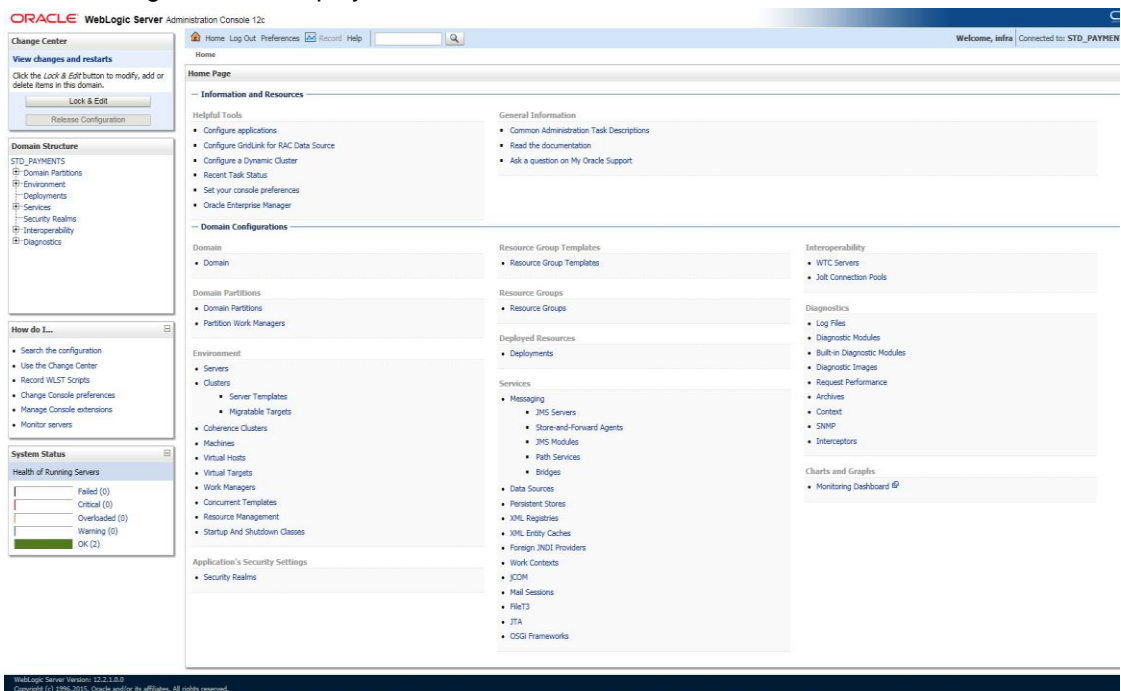 ORACLE WebLogic Server Administration Console 12c
Change Center
View changes and restarts
Click the Lock & Edit button to modify, add or
delete items in this domain.
Lock & Edit
Release Configuration
Domain Structure
STD_PAYMENTS
Domain Partitions
Environment
Deployments
Services
Security Realms
Interoperability
Diagnostics
How do I...
Search the configuration
Use the Change Center
Record WLST Scripts
Change Console preferences
Manage Console extensions
Monitor servers
System Status
Health of Running Servers
Failed (0)
Critical (0)
Overloaded (0)
Warning (0)
OK (2)
Home Log Out Preferences Record Help
Welcome, infra Connected to: STD_PAYMEN
Home
Home Page
Information and Resources
Helpful Tools
Configure applications
Configure GridLink for RAC Data Source
Configure a Dynamic Cluster
Recent Task Status
Set your console preferences
Oracle Enterprise Manager
General Information
Common Administration Task Descriptions
Read the documentation
Ask a question on My Oracle Support
Domain Configurations
Domain
Domain
Domain Partitions
Domain Partitions
Partition Work Managers
Environment
Servers
Clusters
Server Templates
Migratable Targets
Coherence Clusters
Machines
Virtual Hosts
Virtual Targets
Work Managers
Concurrent Templates
Resource Management
Startup And Shutdown Classes
Application's Security Settings
Security Realms
Resource Group Templates
Resource Group Templates
Resource Groups
Resource Groups
Deployed Resources
Deployments
Services
Messaging
JMS Servers
Store-and-Forward Agents
JMS Modules
Path Services
Bridges
Data Sources
Persistent Stores
XML Registries
XML Entity Caches
Foreign JNDI Providers
Work Contexts
jCOM
Mail Sessions
FileT3
JTA
OSGi Frameworks
Interoperability
WTC Servers
Jolt Connection Pools
Diagnostics
Log Files
Diagnostic Modules
Built-in Diagnostic Modules
Diagnostic Images
Request Performance
Archives
Context
SNMP
Interceptors
Charts and Graphs
Monitoring Dashboard
WebLogic Server Version: 12.2.1.0.0
Copyright (c) 1996,2015, Oracle and/or its affiliates. All rights reserved.